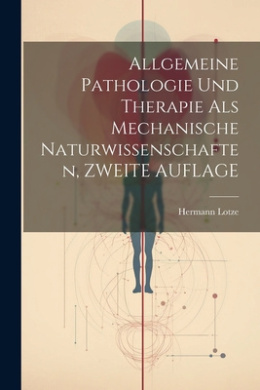 Allgemeine
Pathologie Und
Therapie Als
Mechanische
Naturwissenschafte
n, ZWEITE AUFLAGE
Hermann Lotze